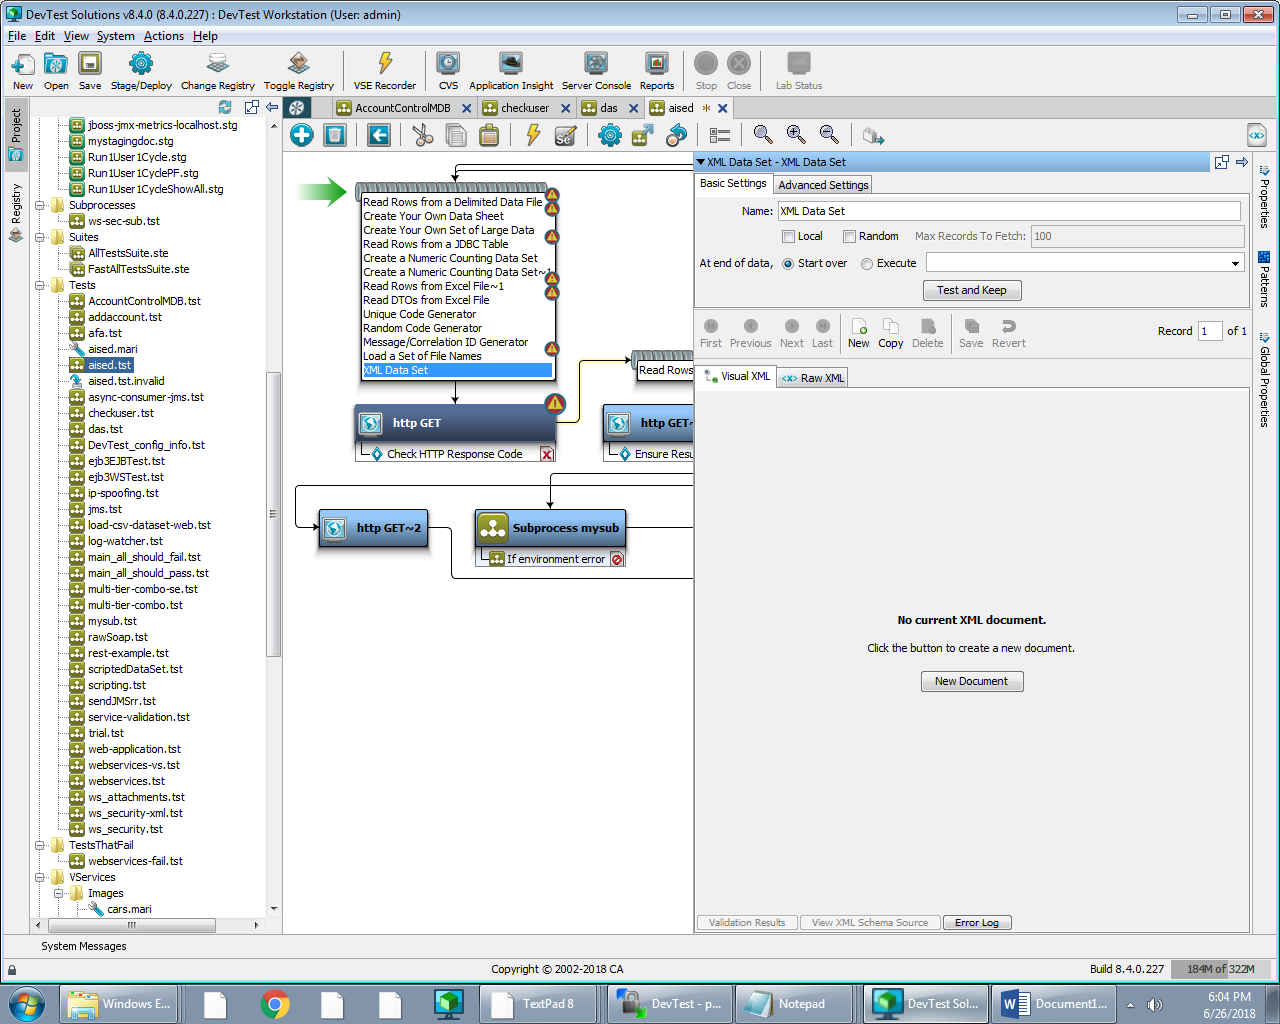 DevTest Solutions v8.4.0 (8.4.0.227) : DevTest Workstation (User: admin)
File Edit View System Actions Help
New Open Save Stage/Deploy Change Registry Toggle Registry VSE Recorder CVS Application Insight Server Console Reports Stop Close Lab Status
Project
Registry
jboss-jmx-metrics-localhost.stg
mystagingdoc.stg
Run1User1Cycle.stg
Run1User1CyclePF.stg
Run1User1CycleShowAll.stg
Subprocesses
ws-sec-sub.tst
Suites
AllTestsSuite.ste
FastAllTestsSuite.ste
Tests
AccountControlMDB.tst
addaccount.tst
afa.tst
aised.mari
aised.tst
aised.tst.invalid
async-consumer-jms.tst
checkuser.tst
das.tst
DevTest_config_info.tst
ejb3EJBTest.tst
ejb3WSTest.tst
ip-spoofing.tst
jms.tst
load-csv-dataset-web.tst
log-watcher.tst
main_all_should_fail.tst
main_all_should_pass.tst
multi-tier-combo-se.tst
multi-tier-combo.tst
mysub.tst
rawSoap.tst
rest-example.tst
scriptedDataSet.tst
scripting.tst
sendJMSrr.tst
service-validation.tst
trial.tst
web-application.tst
webservices-vs.tst
webservices.tst
ws_attachments.tst
ws_security-xml.tst
ws_security.tst
TestsThatFail
webservices-fail.tst
VServices
Images
cars.mari
AccountControlMDB checkuser das aised
Read Rows from a Delimited Data File
Create Your Own Data Sheet
Create Your Own Set of Large Data
Read Rows from a JDBC Table
Create a Numeric Counting Data Set
Create a Numeric Counting Data Set~1
Read Rows from Excel File~1
Read DTOs from Excel File
Unique Code Generator
Random Code Generator
Message/Correlation ID Generator
Load a Set of File Names
XML Data Set
http GET
Check HTTP Response Code
Read Rows
http GET~
Ensure Resu
http GET~2
Subprocess mysub
If environment error
XML Data Set - XML Data Set
Basic Settings Advanced Settings
Name: XML Data Set
Local Random Max Records To Fetch: 100
At end of data, Start over Execute
Test and Keep
First Previous Next Last New Copy Delete Save Revert Record 1 of 1
Visual XML Raw XML
No current XML document.
Click the button to create a new document.
New Document
Validation Results View XML Schema Source Error Log
Properties
Patterns
Global Properties
System Messages
Copyright © 2002-2018 CA
Build 8.4.0.227 184M of 322M
Windows E... TextPad 8 DevTest - p... Notepad DevTest Sol... Document1...
6:04 PM
6/26/2018